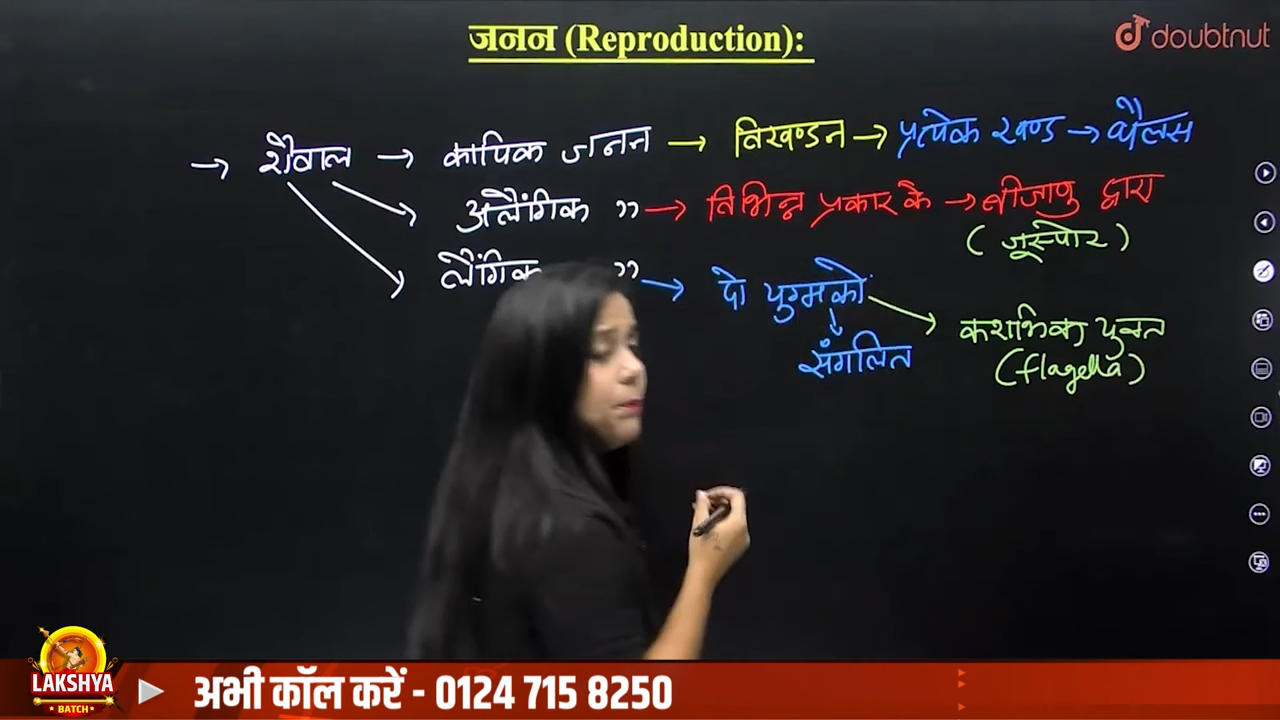 जनन (Reproduction):
doubtnut
→ शैवाल → कायिक जनन → विखण्डन → प्रत्येक खण्ड → थैलस
अलैंगिक " → विभिन्न प्रकार के → बीजाणु द्वारा
(जूस्पोर)
लैंगिक " → दो युग्मकों
कशाभिका युक्त
संगलित
(flagella)
LAKSHYA
BATCH
अभी कॉल करें - 0124 715 8250